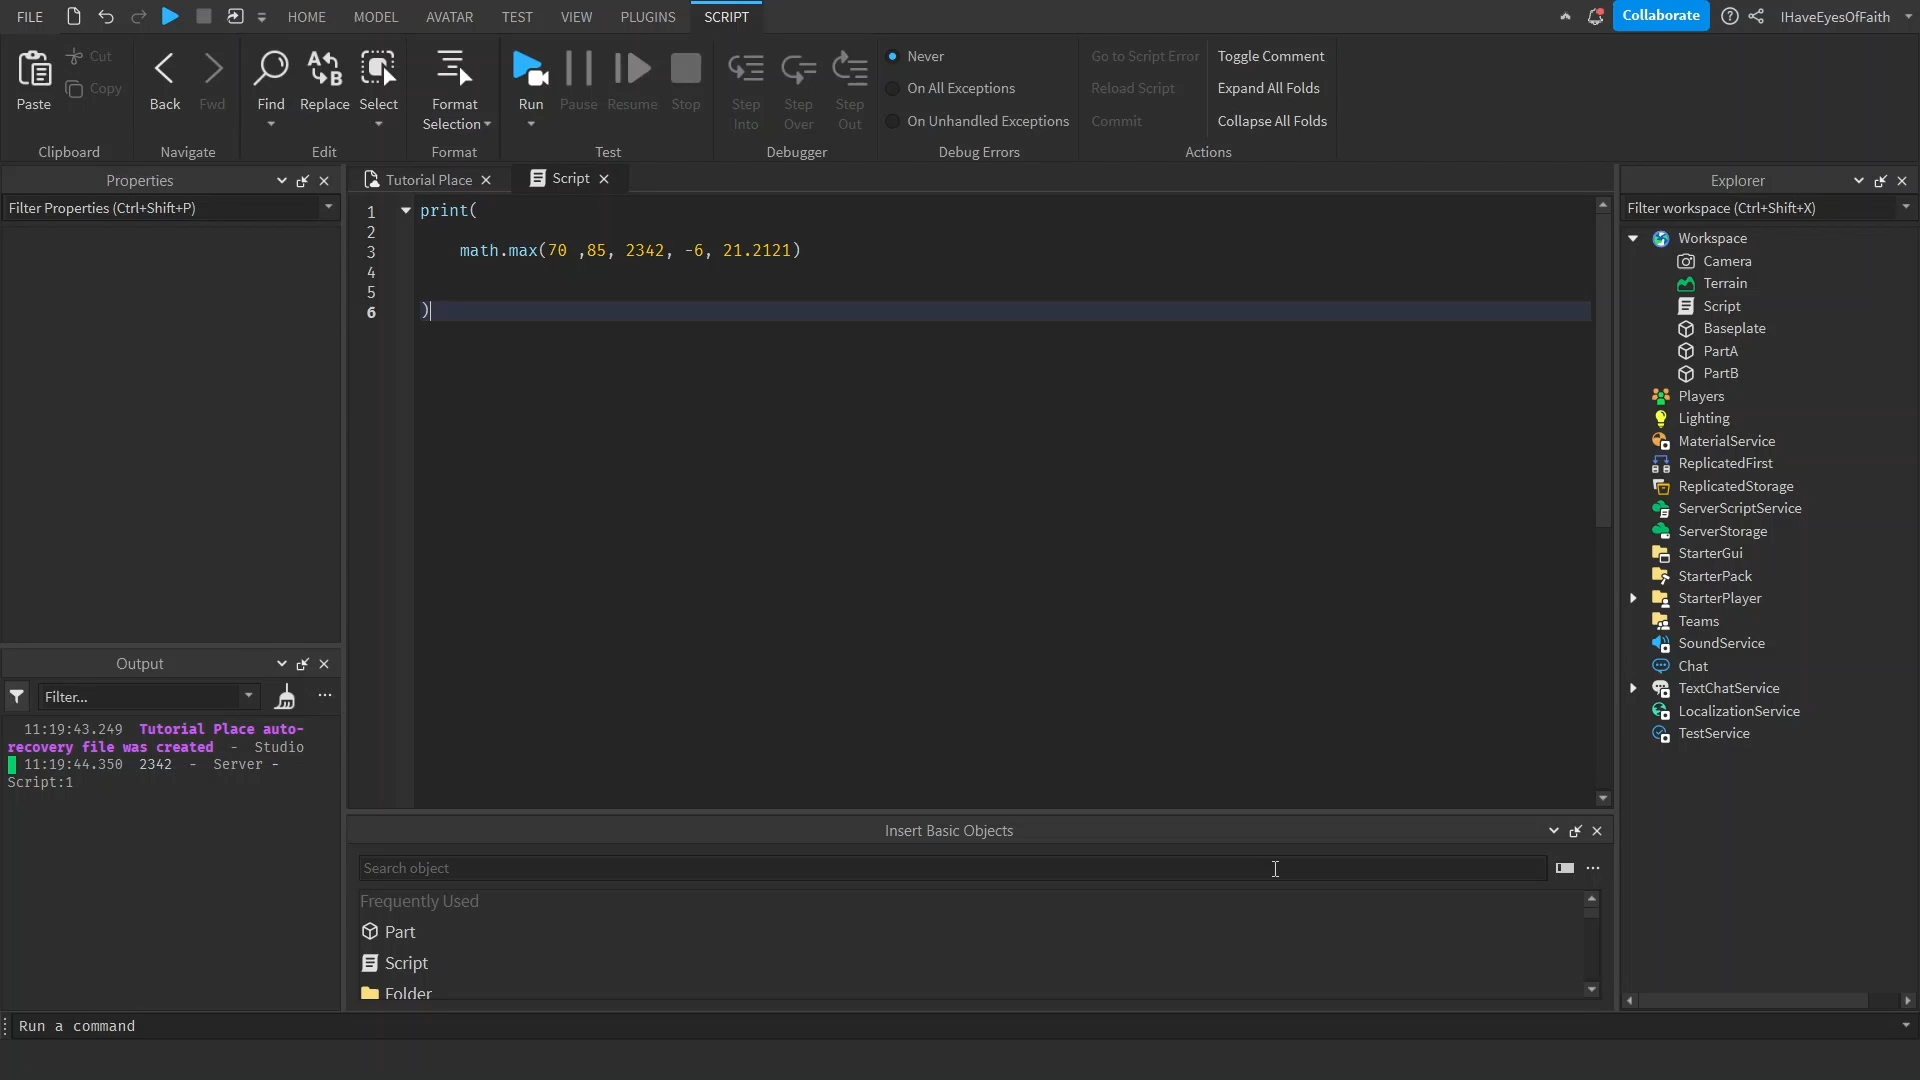 FILE HOME MODEL AVATAR TEST VIEW PLUGINS SCRIPT Collaborate IHaveEyesOfFaith
Paste Cut Copy
Clipboard
Back Fwd
Navigate
Find Replace Select
Edit
Format Selection
Format
Run Pause Resume Stop
Test
Step Into Step Over Step Out
Debugger
Never
On All Exceptions
On Unhandled Exceptions
Debug Errors
Go to Script Error
Reload Script
Commit
Toggle Comment
Expand All Folds
Collapse All Folds
Actions
Properties
Filter Properties (Ctrl+Shift+P)
Output
Filter...
11:19:43.249 Tutorial Place auto-
recovery file was created - Studio
11:19:44.350 2342 - Server -
Script:1
Tutorial Place Script
1 print(
2
3 math.max(70 ,85, 2342, -6, 21.2121)
4
5
6 )
Insert Basic Objects
Search object
Frequently Used
Part
Script
Folder
Explorer
Filter workspace (Ctrl+Shift+X)
Workspace
Camera
Terrain
Script
Baseplate
PartA
PartB
Players
Lighting
MaterialService
ReplicatedFirst
ReplicatedStorage
ServerScriptService
ServerStorage
StarterGui
StarterPack
StarterPlayer
Teams
SoundService
Chat
TextChatService
LocalizationService
TestService
Run a command